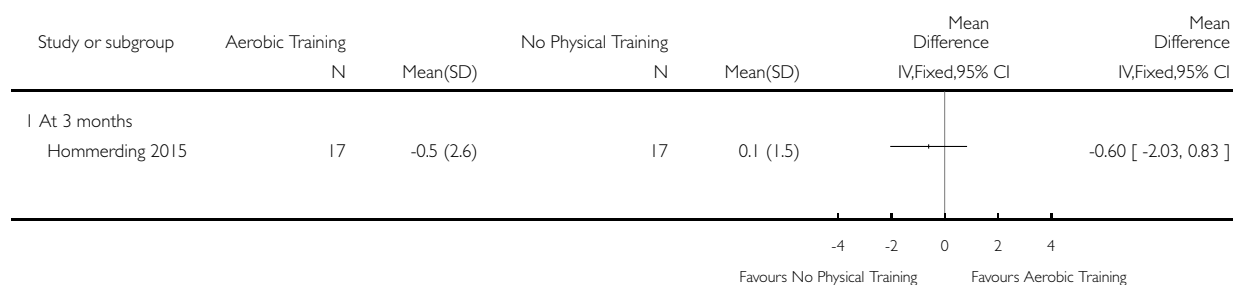 Study or subgroup Aerobic Training No Physical Training Mean Difference Mean Difference
N Mean(SD) N Mean(SD) IV,Fixed,95% CI IV,Fixed,95% CI
1 At 3 months
Hommerding 2015 17 -0.5 (2.6) 17 0.1 (1.5) -0.60 [ -2.03, 0.83 ]
-4 -2 0 2 4
Favours No Physical Training Favours Aerobic Training